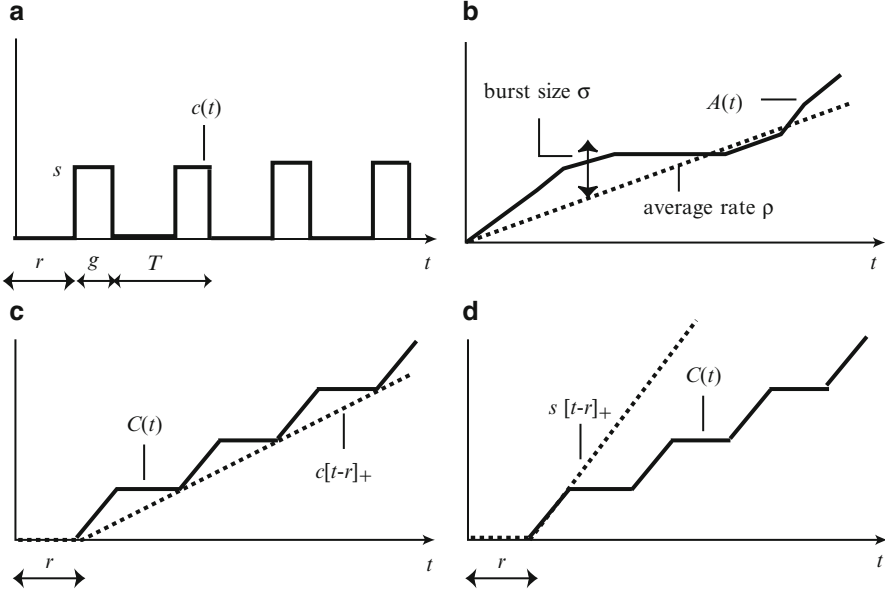 a
c(t)
s
t
r
g
T
b
burst size σ
A(t)
average rate ρ
t
c
C(t)
c[t-r]+
t
r
d
s [t-r]+
C(t)
t
r